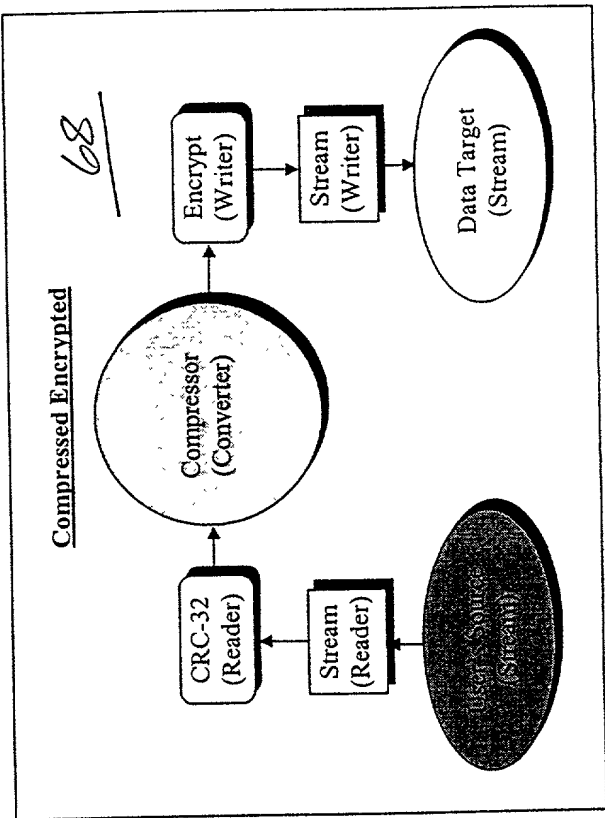 Compressed Encrypted
68
CRC-32
(Reader)
Compressor
(Converter)
Encrypt
(Writer)
Stream
(Reader)
Stream
(Writer)
User's Source
(Stream)
Data Target
(Stream)